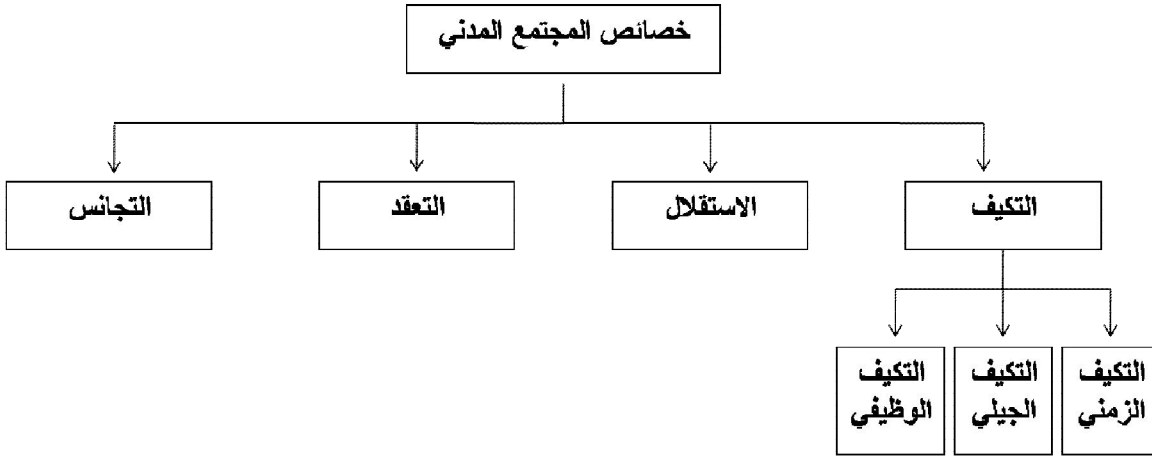 خصائص المجتمع المدني
التكيف
الاستقلال
التعقد
التجانس
التكيف
الزمني
التكيف
الجيلي
التكيف
الوظيفي